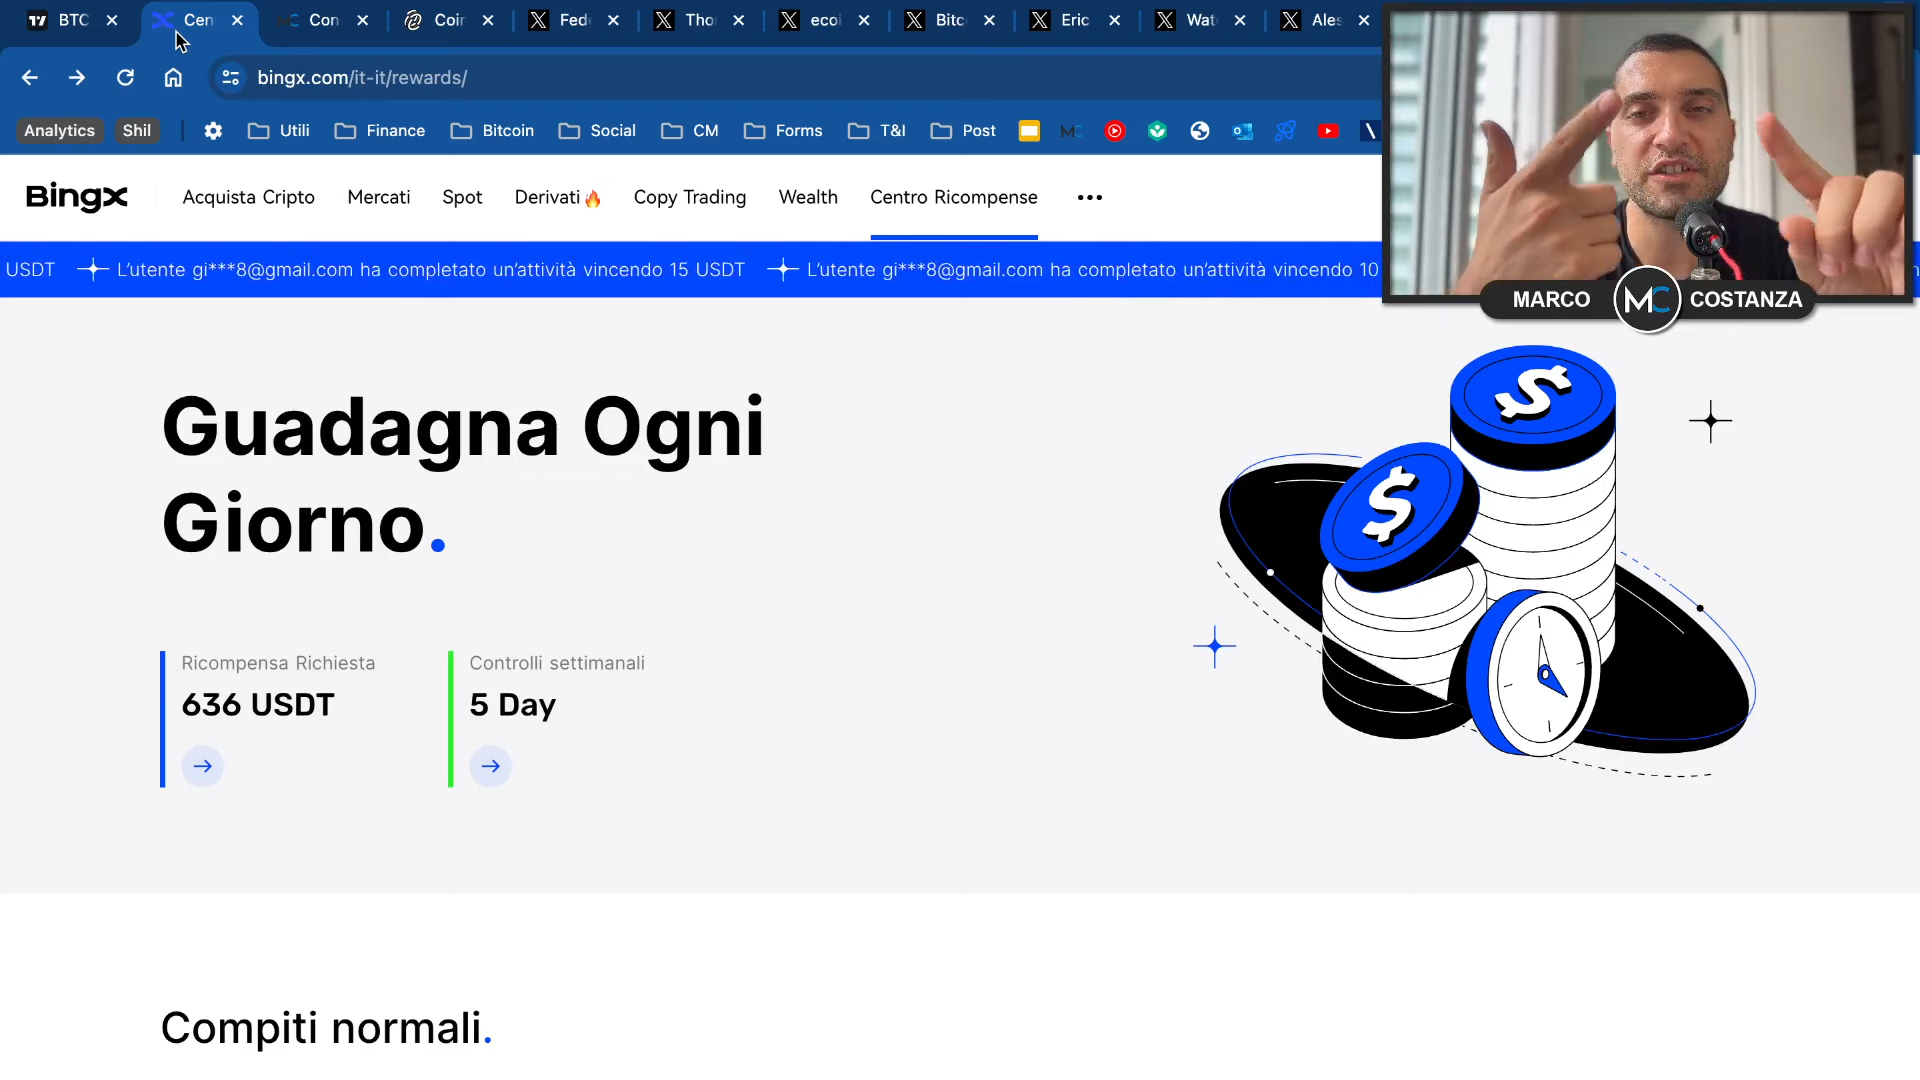 BTC
Cen
Con
Coin
Fed
Tho
ecoi
Bitc
Eric
Wat
Ales
bingx.com/it-it/rewards/
Analytics
Shil
Utili
Finance
Bitcoin
Social
CM
Forms
T&I
Post
BingX
Acquista Cripto
Mercati
Spot
Derivati
Copy Trading
Wealth
Centro Ricompense
USDT
L'utente gi***8@gmail.com ha completato un'attività vincendo 15 USDT
L'utente gi***8@gmail.com ha completato un'attività vincendo 10
MARCO MC COSTANZA
Guadagna Ogni
Giorno.
Ricompensa Richiesta
636 USDT
Controlli settimanali
5 Day
Compiti normali.